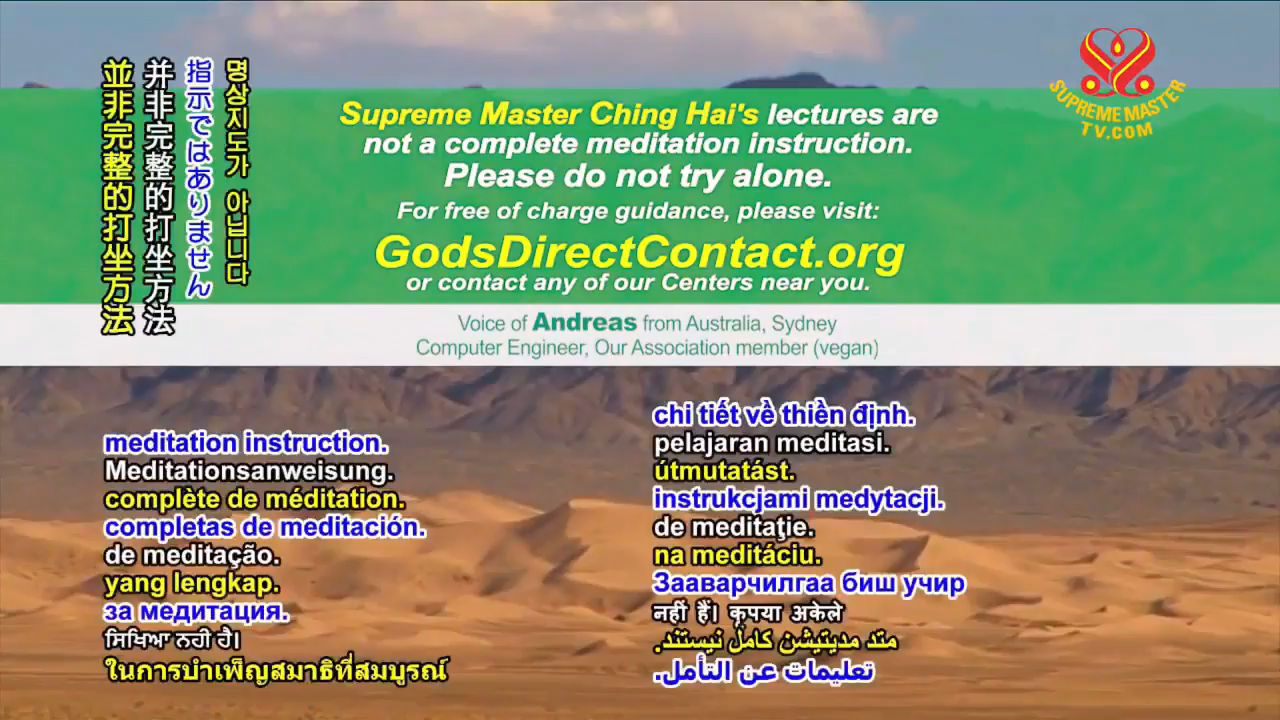 並非完整的打坐方法
并非完整的打坐方法
指示ではありません
명상지도가 아닙니다
SUPREME MASTER
TV.COM
Supreme Master Ching Hai's lectures are
not a complete meditation instruction.
Please do not try alone.
For free of charge guidance, please visit:
GodsDirectContact.org
or contact any of our Centers near you.
Voice of Andreas from Australia, Sydney
Computer Engineer, Our Association member (vegan)
meditation instruction.
Meditationsanweisung.
complète de méditation.
completas de meditación.
de meditação.
yang lengkap.
за медитация.
ਸਿਖਿਆ ਨਹੀ ਹੈ।
ในการบำเพ็ญสมาธิที่สมบูรณ์
chi tiết về thiền định.
pelajaran meditasi.
útmutatást.
instrukcjami medytacji.
de meditaţie.
na meditáciu.
Зааварчилгаа биш учир
नहीं हैं। कृपया अकेले
متد مديتيشن كامل نيستند.
تعليمات عن التأمل.